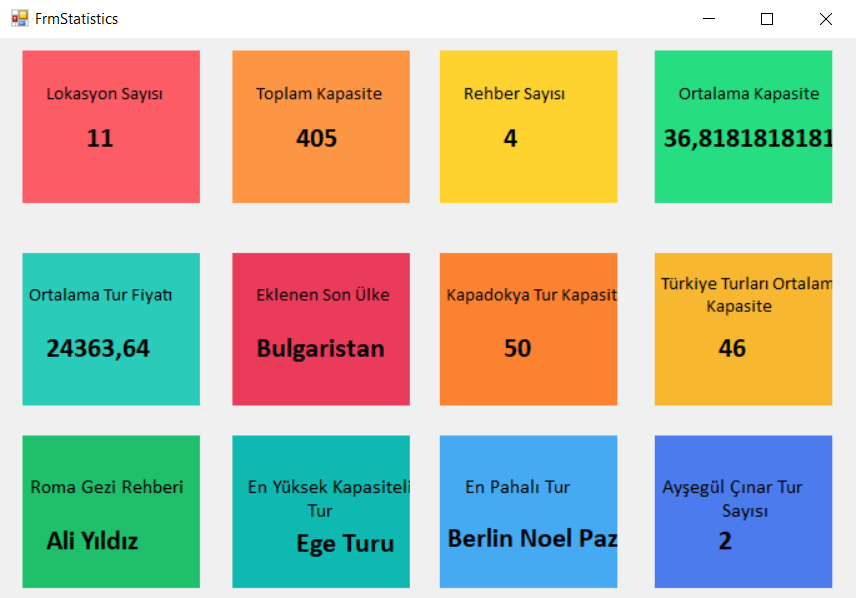 FrmStatistics
Lokasyon Sayısı
11
Toplam Kapasite
405
Rehber Sayısı
4
Ortalama Kapasite
36,8181818181
Ortalama Tur Fiyatı
24363,64
Eklenen Son Ülke
Bulgaristan
Kapadokya Tur Kapasit
50
Türkiye Turları Ortalam
Kapasite
46
Roma Gezi Rehberi
Ali Yıldız
En Yüksek Kapasiteli
Tur
Ege Turu
En Pahalı Tur
Berlin Noel Paz
Ayşegül Çınar Tur
Sayısı
2